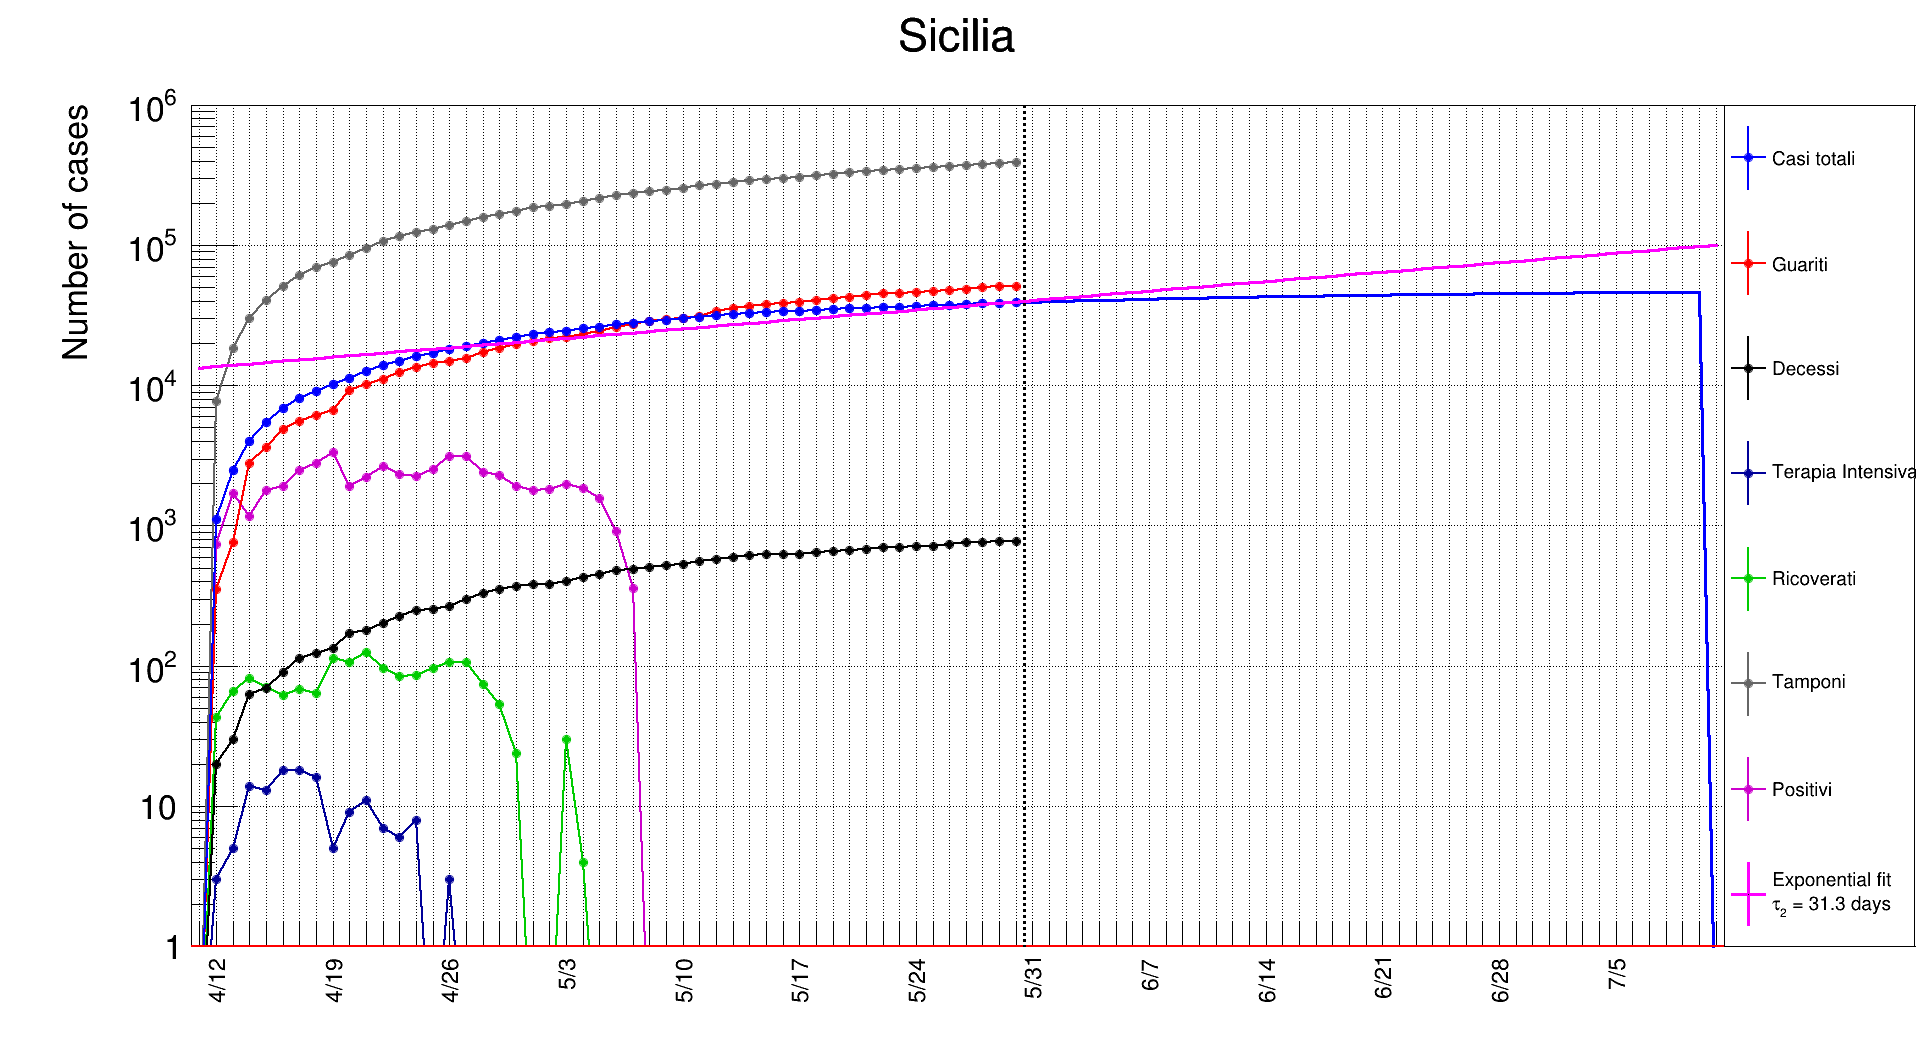 Sicilia
Number of cases
10^6
10^5
10^4
10^3
10^2
10
1
4/12
4/19
4/26
5/3
5/10
5/17
5/24
5/31
6/7
6/14
6/21
6/28
7/5
Casi totali
Guariti
Decessi
Terapia Intensiva
Ricoverati
Tamponi
Positivi
Exponential fit
τ₂ = 31.3 days